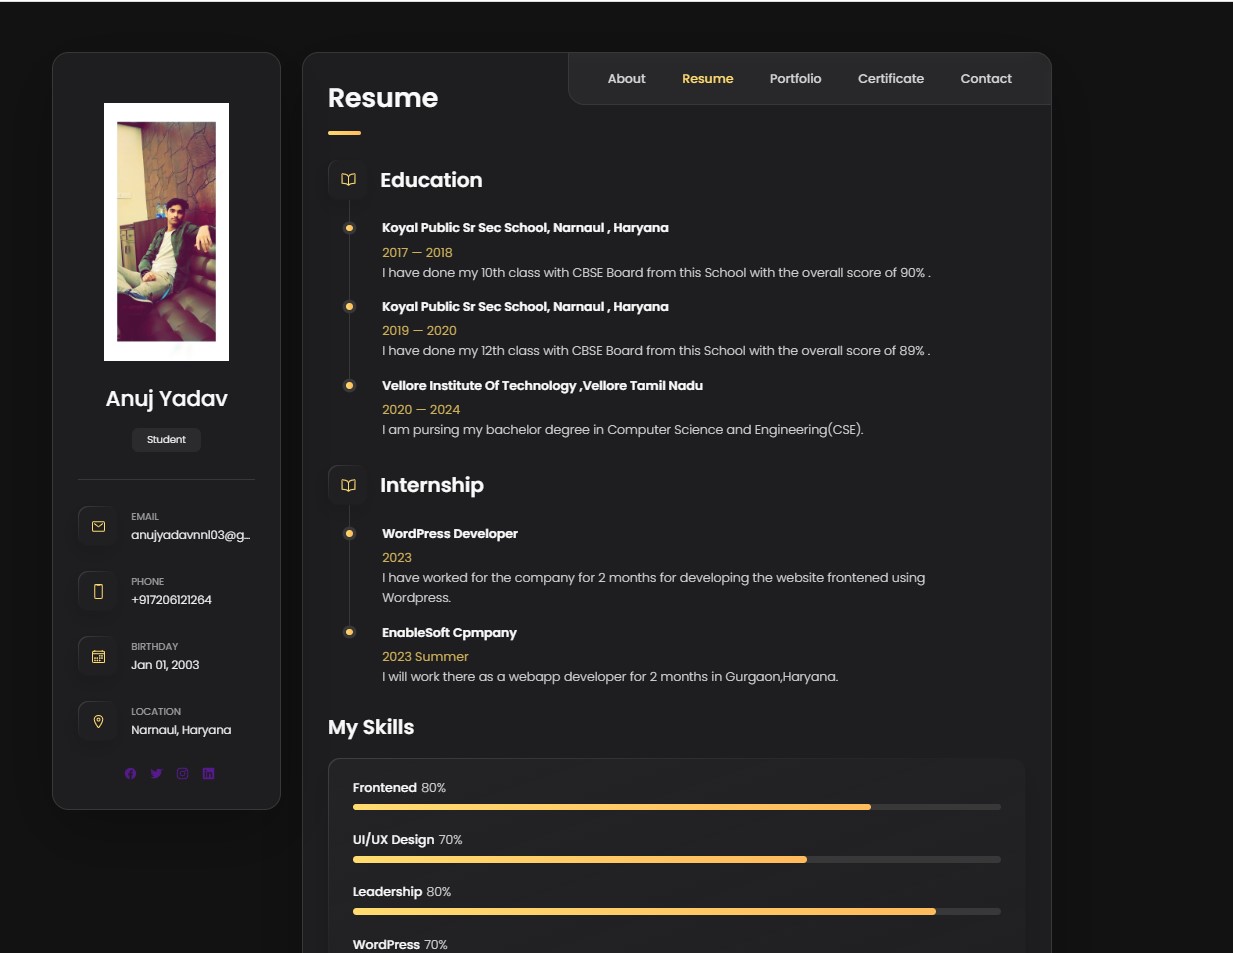 Anuj Yadav
Student
EMAIL
anujyadavnnl03@g...
PHONE
+917206121264
BIRTHDAY
Jan 01, 2003
LOCATION
Narnaul, Haryana
About Resume Portfolio Certificate Contact
Resume
Education
Koyal Public Sr Sec School, Narnaul , Haryana
2017 — 2018
I have done my 10th class with CBSE Board from this School with the overall score of 90% .
Koyal Public Sr Sec School, Narnaul , Haryana
2019 — 2020
I have done my 12th class with CBSE Board from this School with the overall score of 89% .
Vellore Institute Of Technology ,Vellore Tamil Nadu
2020 — 2024
I am pursing my bachelor degree in Computer Science and Engineering(CSE).
Internship
WordPress Developer
2023
I have worked for the company for 2 months for developing the website frontened using
Wordpress.
EnableSoft Cpmpany
2023 Summer
I will work there as a webapp developer for 2 months in Gurgaon,Haryana.
My Skills
Frontened 80%
UI/UX Design 70%
Leadership 80%
WordPress 70%